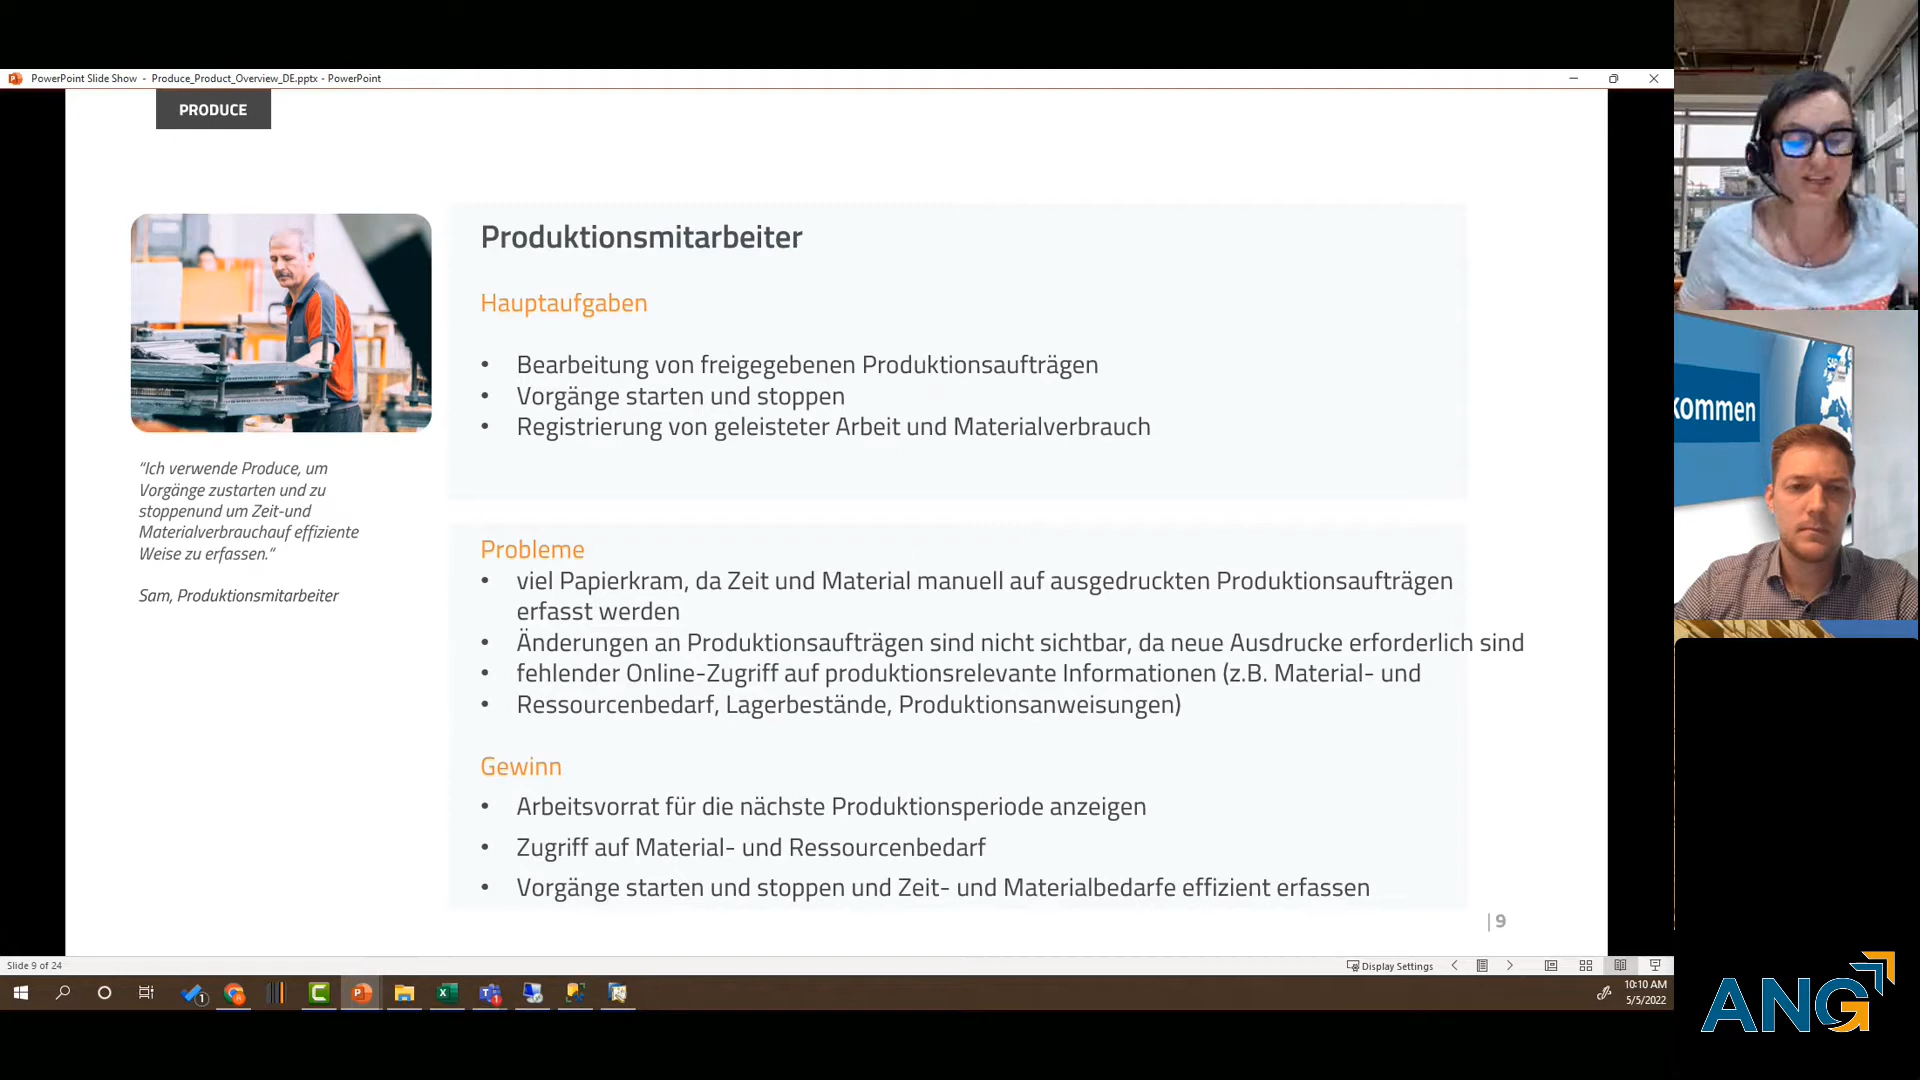 PowerPoint Slide Show - Produce_Product_Overview_DE.pptx - PowerPoint
PRODUCE
Produktionsmitarbeiter
Hauptaufgaben
• Bearbeitung von freigegebenen Produktionsaufträgen
• Vorgänge starten und stoppen
• Registrierung von geleisteter Arbeit und Materialverbrauch
“Ich verwende Produce, um
Vorgänge zustarten und zu
stoppenund um Zeit-und
Materialverbrauchauf effiziente
Weise zu erfassen.“
Sam, Produktionsmitarbeiter
Probleme
• viel Papierkram, da Zeit und Material manuell auf ausgedruckten Produktionsaufträgen
erfasst werden
• Änderungen an Produktionsaufträgen sind nicht sichtbar, da neue Ausdrucke erforderlich sind
• fehlender Online-Zugriff auf produktionsrelevante Informationen (z.B. Material- und
• Ressourcenbedarf, Lagerbestände, Produktionsanweisungen)
Gewinn
• Arbeitsvorrat für die nächste Produktionsperiode anzeigen
• Zugriff auf Material- und Ressourcenbedarf
• Vorgänge starten und stoppen und Zeit- und Materialbedarfe effizient erfassen
| 9
Slide 9 of 24
Display Settings
10:10 AM
5/5/2022
kommen
ANG